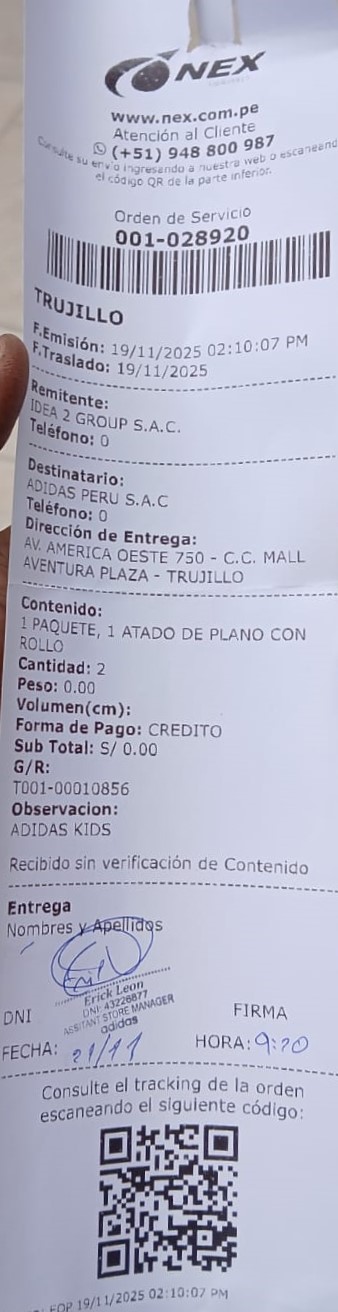 NEX
www.nex.com.pe
Atención al Cliente
(+51) 948 800 987
Consulte su envío ingresando a nuestra web o escaneand
el código QR de la parte inferior.
Orden de Servicio
001-028920
TRUJILLO
F.Emisión: 19/11/2025 02:10:07 PM
F.Traslado: 19/11/2025
Remitente:
IDEA 2 GROUP S.A.C.
Teléfono: 0
Destinatario:
ADIDAS PERU S.A.C
Teléfono: 0
Dirección de Entrega:
AV. AMERICA OESTE 750 - C.C. MALL
AVENTURA PLAZA - TRUJILLO
Contenido:
1 PAQUETE, 1 ATADO DE PLANO CON
ROLLO
Cantidad: 2
Peso: 0.00
Volumen(cm):
Forma de Pago: CREDITO
Sub Total: S/ 0.00
G/R:
T001-00010856
Observacion:
ADIDAS KIDS
Recibido sin verificación de Contenido
Entrega
Nombres y Apellidos
Erick Leon
DNI: 43226877
ASSITANT STORE MANAGER
adidas
DNI
FIRMA
FECHA: 21/11
HORA: 9:20
Consulte el tracking de la orden
escaneando el siguiente código:
EOP 19/11/2025 02:10:07 PM